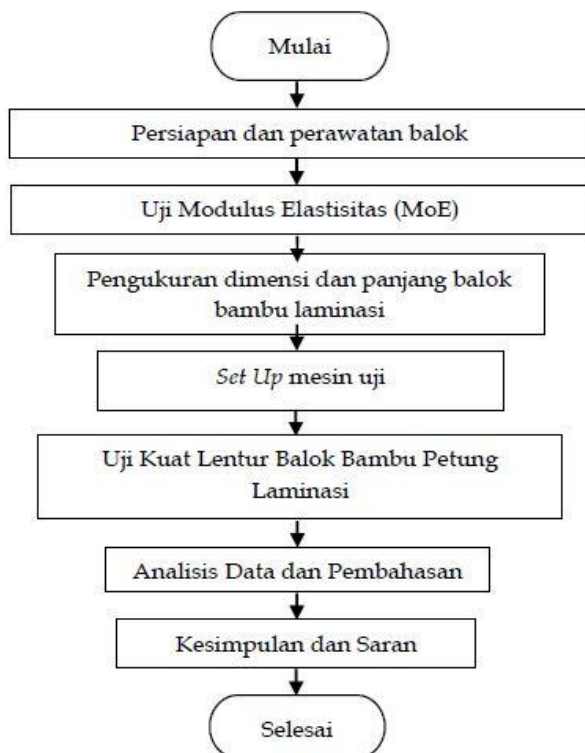 Mulai
Persiapan dan perawatan balok
Uji Modulus Elastisitas (MoE)
Pengukuran dimensi dan panjang balok
bambu laminasi
Set Up mesin uji
Uji Kuat Lentur Balok Bambu Petung
Laminasi
Analisis Data dan Pembahasan
Kesimpulan dan Saran
Selesai